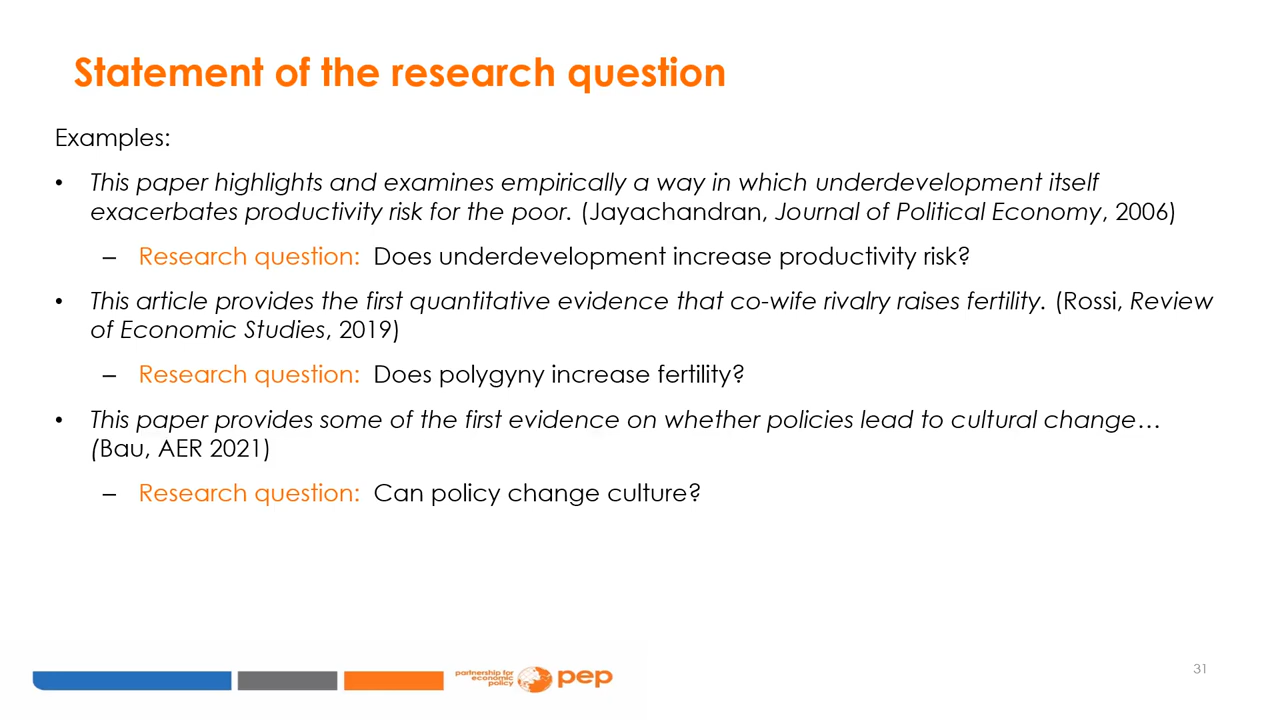 Statement of the research question
Examples:
• This paper highlights and examines empirically a way in which underdevelopment itself
exacerbates productivity risk for the poor. (Jayachandran, Journal of Political Economy, 2006)
– Research question: Does underdevelopment increase productivity risk?
• This article provides the first quantitative evidence that co-wife rivalry raises fertility. (Rossi, Review
of Economic Studies, 2019)
– Research question: Does polygyny increase fertility?
• This paper provides some of the first evidence on whether policies lead to cultural change…
(Bau, AER 2021)
– Research question: Can policy change culture?
partnership for
economic
policy
pep
31